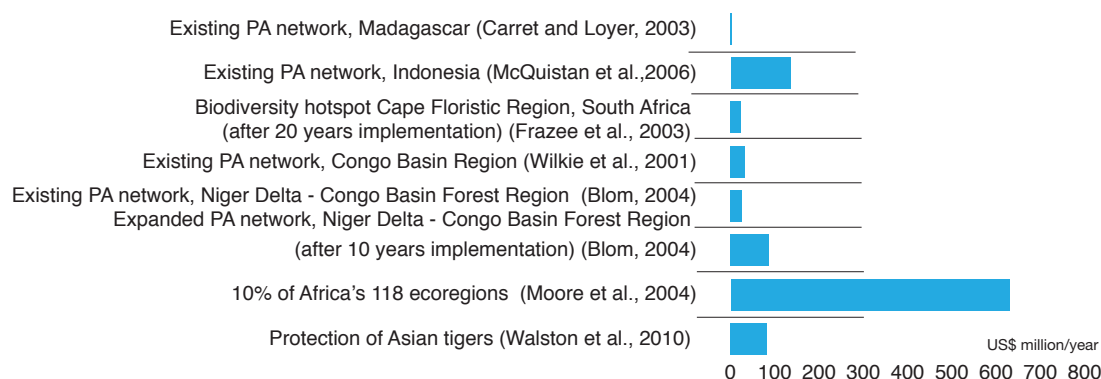 Existing PA network, Madagascar (Carret and Loyer, 2003)
Existing PA network, Indonesia (McQuistan et al.,2006)
Biodiversity hotspot Cape Floristic Region, South Africa
(after 20 years implementation) (Frazee et al., 2003)
Existing PA network, Congo Basin Region (Wilkie et al., 2001)
Existing PA network, Niger Delta - Congo Basin Forest Region (Blom, 2004)
Expanded PA network, Niger Delta - Congo Basin Forest Region
(after 10 years implementation) (Blom, 2004)
10% of Africa’s 118 ecoregions (Moore et al., 2004)
Protection of Asian tigers (Walston et al., 2010)
US$ million/year
0 100 200 300 400 500 600 700 800